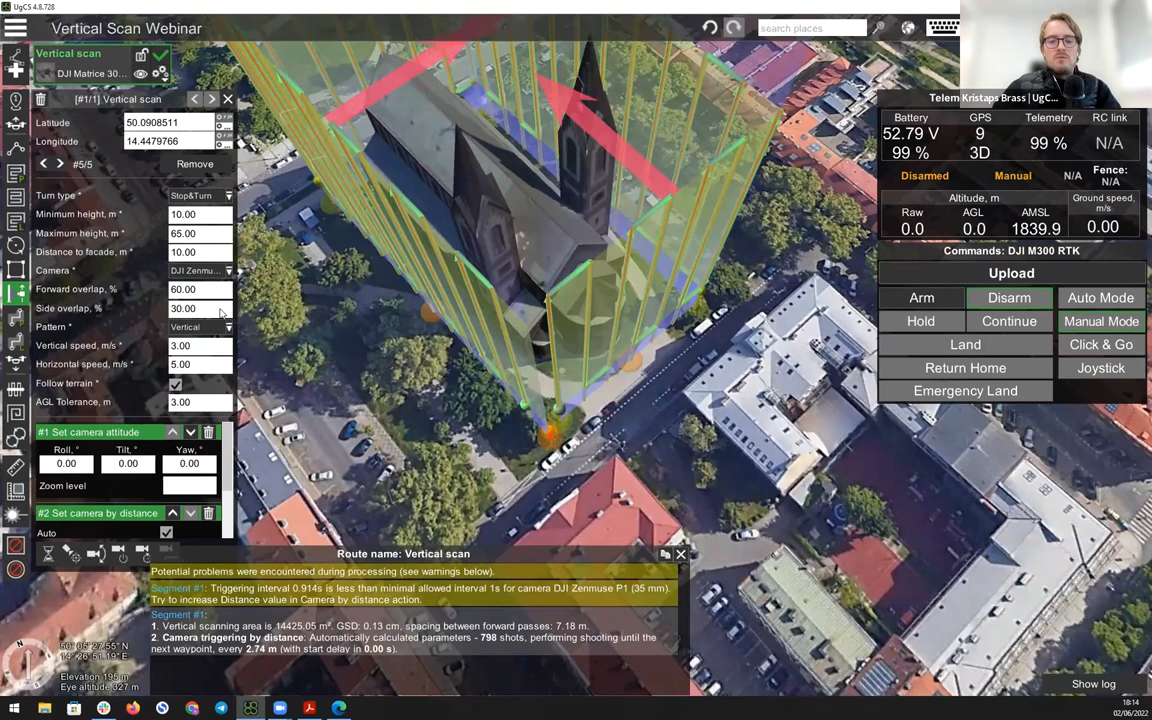 UgCS 4.8.728
Vertical Scan Webinar
search places
Vertical scan
DJI Matrice 30...
[#1/1] Vertical scan
Latitude
50.0908511
Longitude
14.4479766
#5/5
Remove
Turn type *
Stop&Turn
Minimum height, m *
10.00
Maximum height, m *
65.00
Distance to facade, m *
10.00
Camera *
DJI Zenmu...
Forward overlap, %
60.00
Side overlap, %
30.00
Pattern *
Vertical
Vertical speed, m/s *
3.00
Horizontal speed, m/s *
5.00
Follow terrain *
AGL Tolerance, m
3.00
#1 Set camera attitude
Roll, ° Tilt, ° Yaw, °
0.00 0.00 0.00
Zoom level
#2 Set camera by distance
Auto
Route name: Vertical scan
Potential problems were encountered during processing (see warnings below).
Segment #1: Triggering interval 0.914s is less than minimal allowed interval 1s for camera DJI Zenmuse P1 (35 mm).
Try to increase Distance value in Camera by distance action.
Segment #1:
1. Vertical scanning area is 14425.05 m². GSD: 0.13 cm, spacing between forward passes: 7.18 m.
2. Camera triggering by distance: Automatically calculated parameters - 798 shots, performing shooting until the
next waypoint, every 2.74 m (with start delay in 0.00 s).
Elevation 195 m
Eye altitude 327 m
Telem Kristaps Brass | UgC...
Battery GPS Telemetry RC link
52.79 V 9 99 % N/A
99 % 3D
Disarmed Manual N/A Fence:
N/A
Altitude, m Ground speed,
m/s
Raw AGL AMSL
0.0 0.0 1839.9 0.00
Commands: DJI M300 RTK
Upload
Arm Disarm Auto Mode
Hold Continue Manual Mode
Land Click & Go
Return Home Joystick
Emergency Land
Show log
18:14
02/06/2022